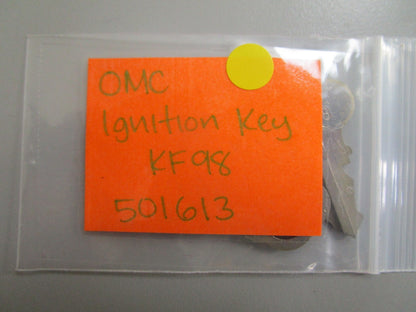 OMC
Ignition Key
KF98
501613